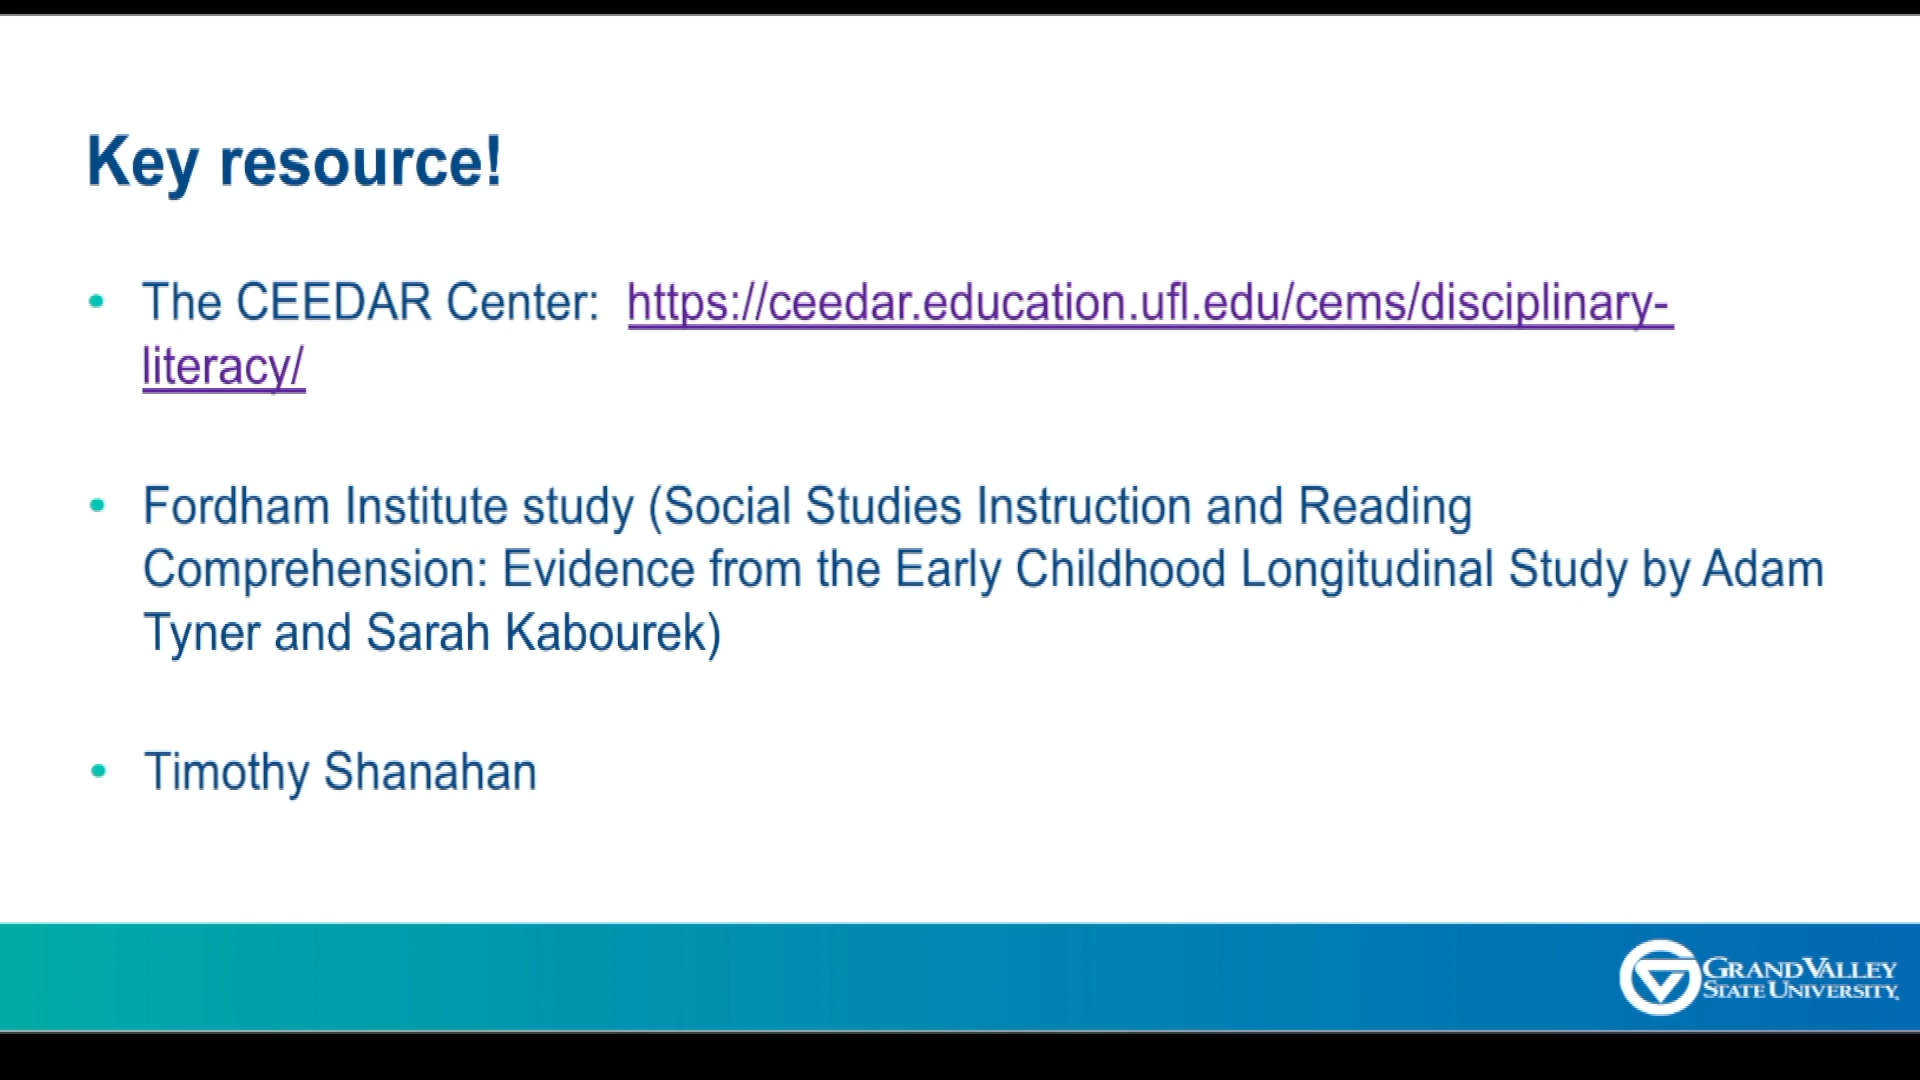 Key resource!
• The CEEDAR Center: https://ceedar.education.ufl.edu/cems/disciplinary-
literacy/
• Fordham Institute study (Social Studies Instruction and Reading
Comprehension: Evidence from the Early Childhood Longitudinal Study by Adam
Tyner and Sarah Kabourek)
• Timothy Shanahan
GRAND VALLEY
STATE UNIVERSITY